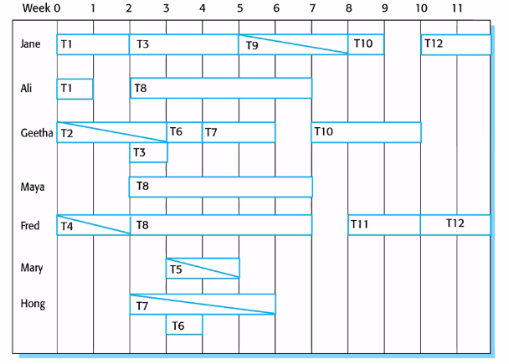 Week 0 1 2 3 4 5 6 7 8 9 10 11
Jane T1 T3 T9 T10 T12
Ali T1 T8
Geetha T2 T6 T7 T10
T3
Maya T8
Fred T4 T8 T11 T12
Mary T5
Hong T7
T6